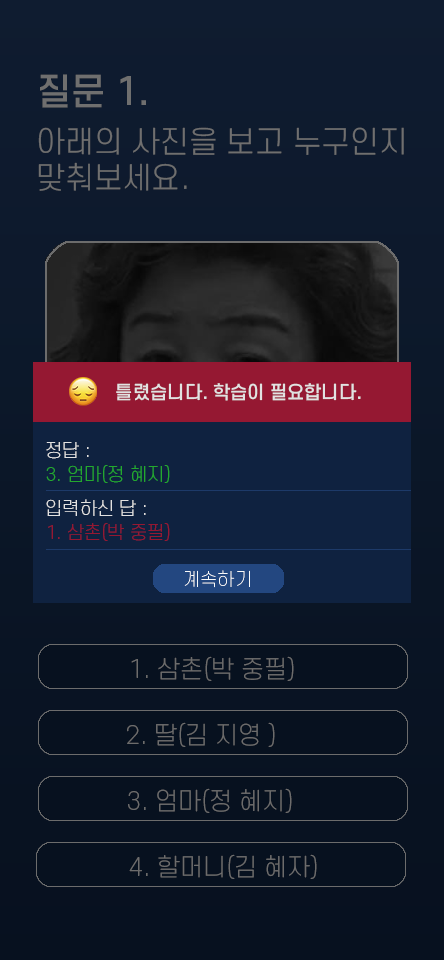 질문 1.
아래의 사진을 보고 누구인지
맞춰보세요.
틀렸습니다. 학습이 필요합니다.
정답 :
3. 엄마(정 혜지)
입력하신 답 :
1. 삼촌(박 중필)
계속하기
1. 삼촌(박 중필)
2. 딸(김 지영 )
3. 엄마(정 혜지)
4. 할머니(김 혜자)